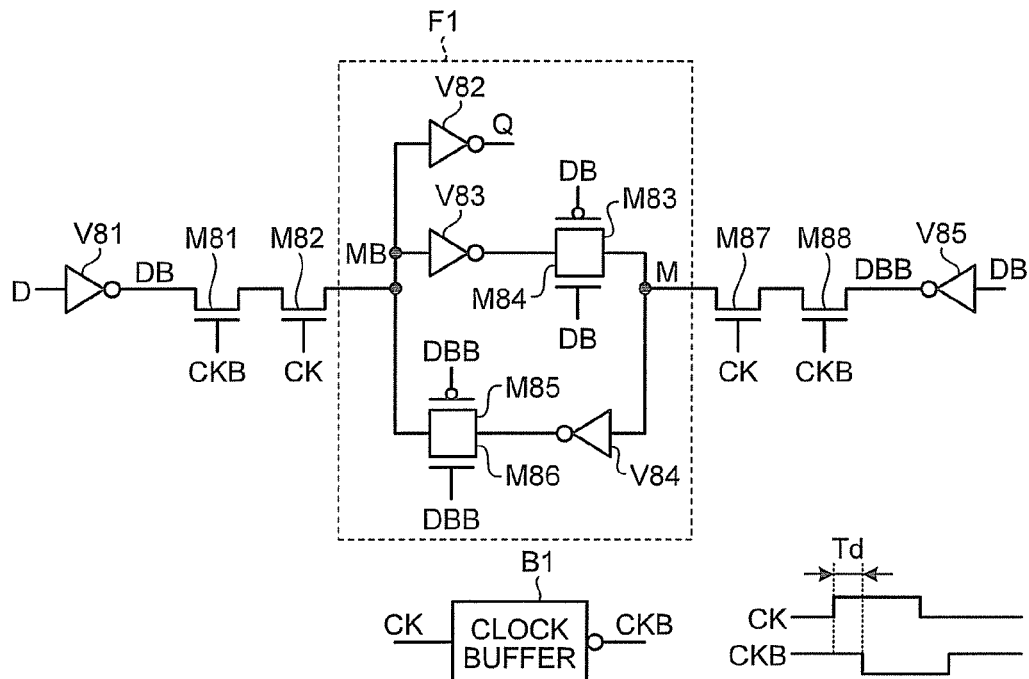 F1
V82
Q
DB
V83
M83
V81
M81
M82
MB
M87
M88
V85
D
DB
M84
M
DBB
DB
DB
CKB
CK
DBB
M85
CK
CKB
M86
V84
DBB
B1
Td
CK
CLOCK
BUFFER
CKB
CK
CKB